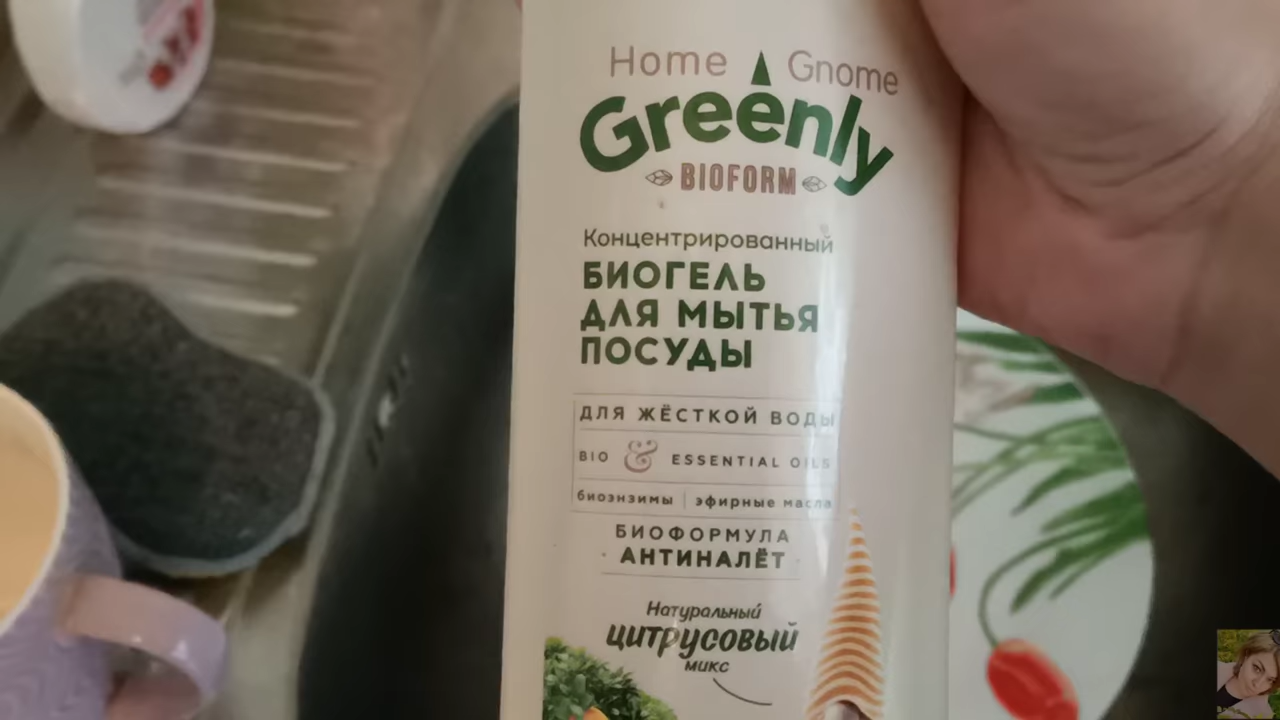 Home Gnome
Greenly
BIOFORM
Концентрированный
БИОГЕЛЬ
ДЛЯ МЫТЬЯ
ПОСУДЫ
ДЛЯ ЖЁСТКОЙ ВОДЫ
BIO & ESSENTIAL OILS
биоэнзимы | эфирные масла
БИОФОРМУЛА
АНТИНАЛЁТ
Натуральный
цитрусовый
микс